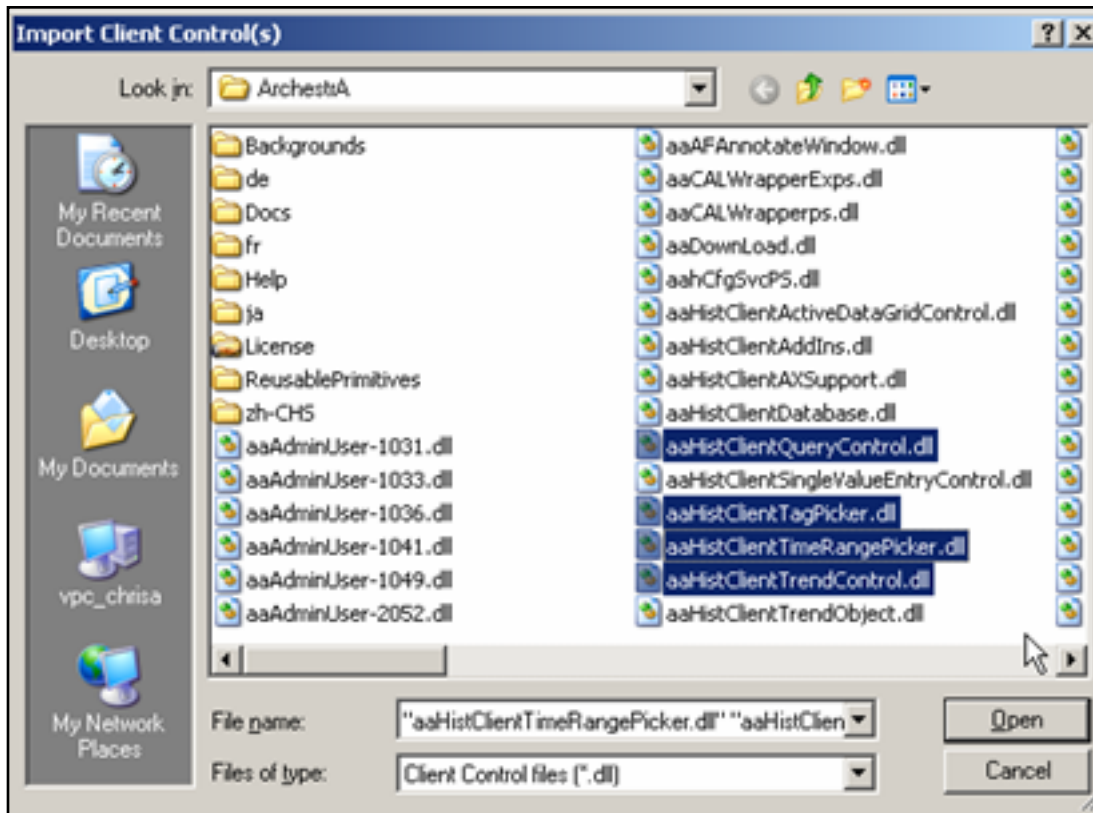 Import Client Control(s)
Look in:
ArchestrA
My Recent
Documents
Desktop
My Documents
vpc_chrisa
My Network
Places
Backgrounds
de
Docs
fr
Help
ja
License
ReusablePrimitives
zh-CHS
aaAdminUser-1031.dll
aaAdminUser-1033.dll
aaAdminUser-1036.dll
aaAdminUser-1041.dll
aaAdminUser-1049.dll
aaAdminUser-2052.dll
aaAFAnnotateWindow.dll
aaCALWrapperExps.dll
aaCALWrapperps.dll
aaDownLoad.dll
aahCfgSvcPS.dll
aaHistClientActiveDataGridControl.dll
aaHistClientAddIns.dll
aaHistClientAXSupport.dll
aaHistClientDatabase.dll
aaHistClientQueryControl.dll
aaHistClientSingleValueEntryControl.dll
aaHistClientTagPicker.dll
aaHistClientTimeRangePicker.dll
aaHistClientTrendControl.dll
aaHistClientTrendObject.dll
File name:
"aaHistClientTimeRangePicker.dll" "aaHistClien
Open
Files of type:
Client Control files (*.dll)
Cancel